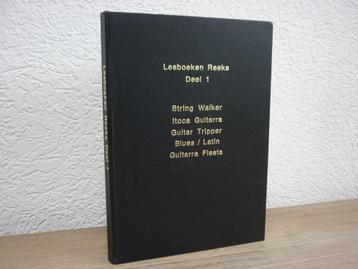 Lesboeken Reeks
Deel 1
String Walker
Itoca Guitarra
Guitar Tripper
Blues / Latin
Guitarra Fiesta
Lesboeken Reeks Deel 1